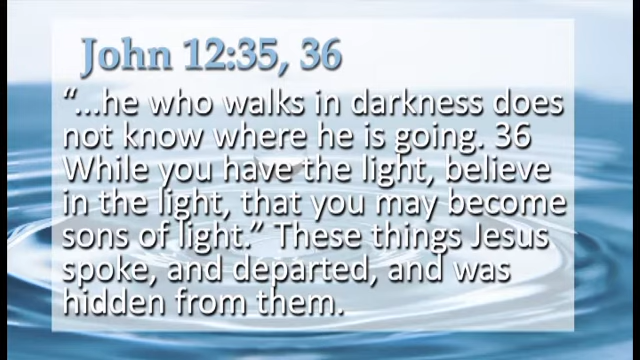 John 12:35, 36
“...he who walks in darkness does
not know where he is going. 36
While you have the light, believe
in the light, that you may become
sons of light.” These things Jesus
spoke, and departed, and was
hidden from them.